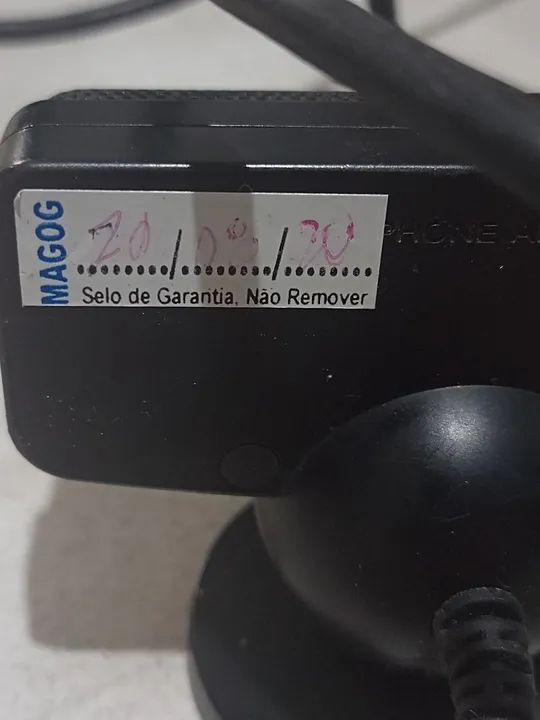 MAGOG
20/08/20
Selo de Garantia, Não Remover
PHONE